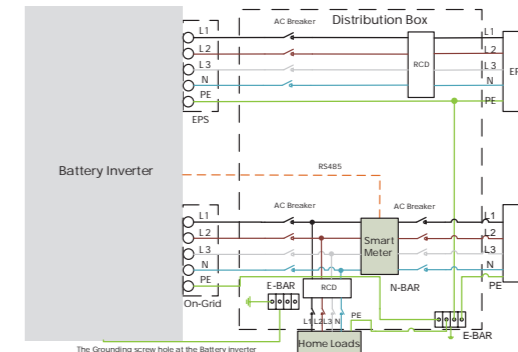 AC Breaker
Distribution Box
L1
L2
L3
N
PE
EPS
RCD
L1
L2
L3
N
PE
EP
Battery Inverter
RS485
AC Breaker
AC Breaker
L1
L2
L3
N
PE
On-Grid
Smart
Meter
L1
L2
L3
N
PE
E-BAR
RCD
N-BAR
L1 L2 L3 N
PE
E-BAR
Home Loads
The Grounding screw hole at the Battery Inverter